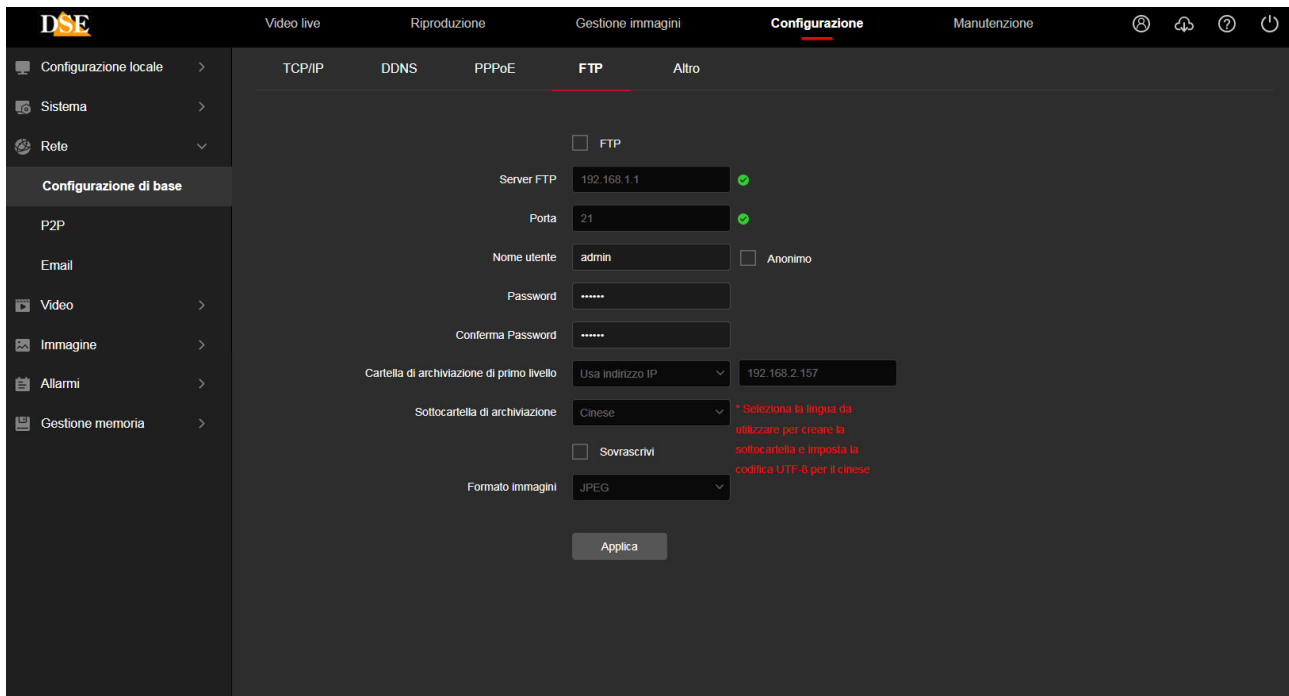 DSE
Video live
Riproduzione
Gestione immagini
Configurazione
Manutenzione
Configurazione locale
Sistema
Rete
Configurazione di base
P2P
Email
Video
Immagine
Allarmi
Gestione memoria
TCP/IP
DDNS
PPPoE
FTP
Altro
FTP
Server FTP
192.168.1.1
Porta
21
Nome utente
admin
Anonimo
Password
••••••
Conferma Password
••••••
Cartella di archiviazione di primo livello
Usa indirizzo IP
192.168.2.157
Sottocartella di archiviazione
Cinese
* Seleziona la lingua da
utilizzare per creare la
sottocartella e imposta la
codifica UTF-8 per il cinese
Sovrascrivi
Formato immagini
JPEG
Applica